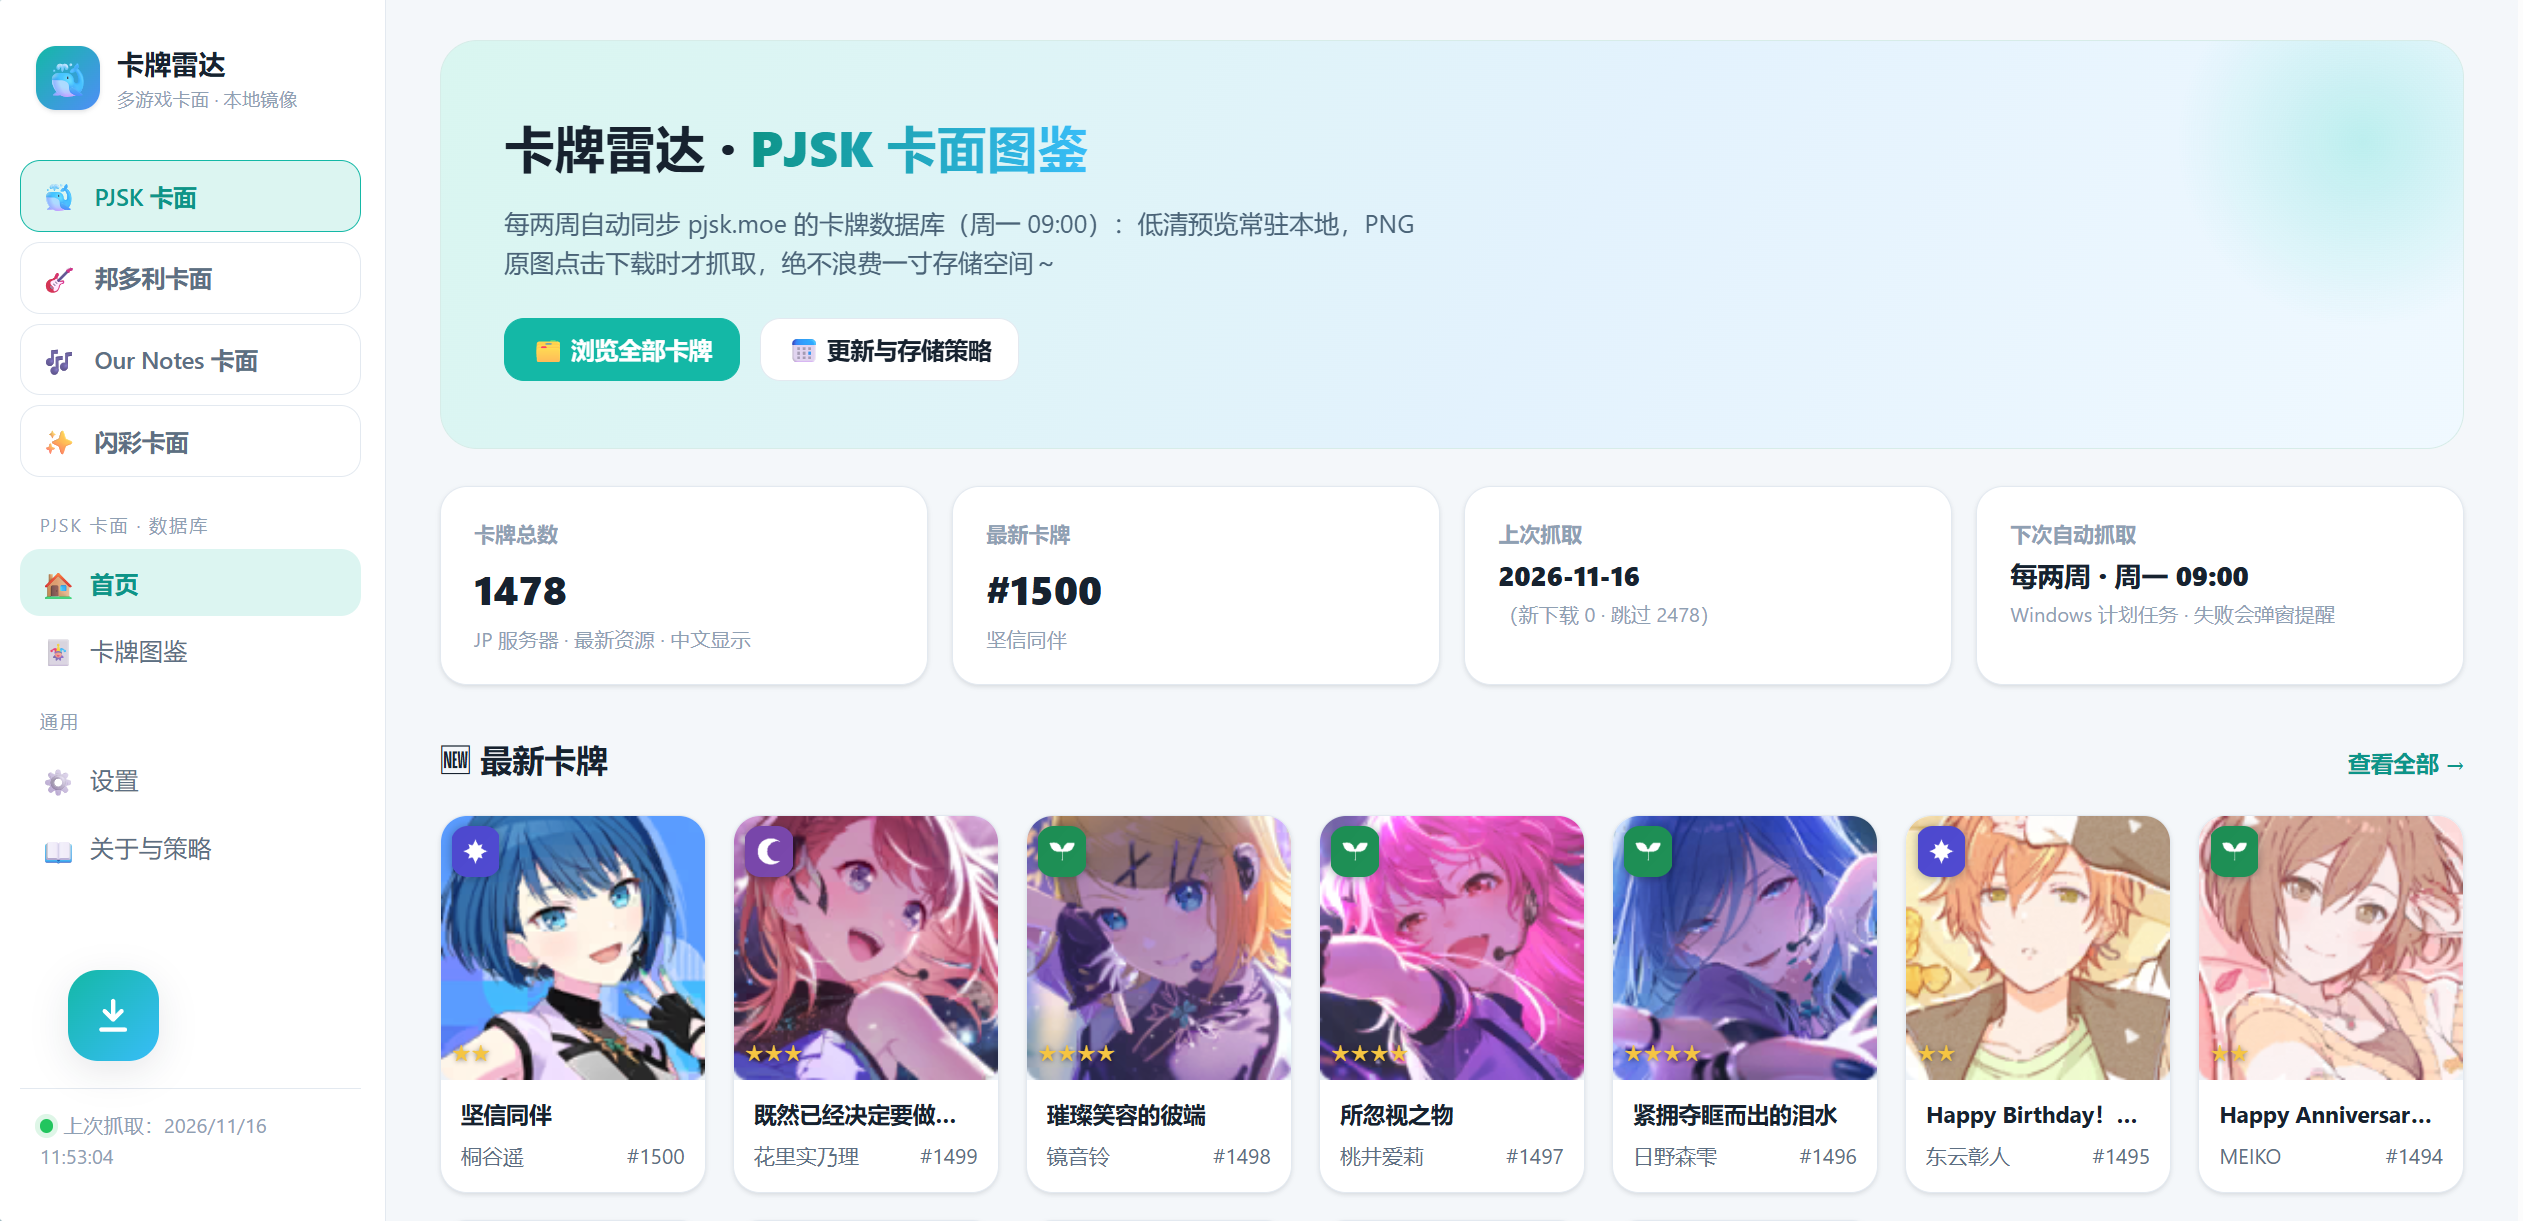 卡牌雷达
多游戏卡面 · 本地镜像
PJSK 卡面
邦多利卡面
Our Notes 卡面
闪彩卡面
PJSK 卡面 · 数据库
首页
卡牌图鉴
通用
设置
关于与策略
上次抓取：2026/11/16
11:53:04
卡牌雷达 · PJSK 卡面图鉴
每两周自动同步 pjsk.moe 的卡牌数据库（周一 09:00）：低清预览常驻本地，PNG
原图点击下载时才抓取，绝不浪费一寸存储空间～
浏览全部卡牌
更新与存储策略
卡牌总数
1478
JP 服务器 · 最新资源 · 中文显示
最新卡牌
#1500
坚信同伴
上次抓取
2026-11-16
（新下载 0 · 跳过 2478）
下次自动抓取
每两周 · 周一 09:00
Windows 计划任务 · 失败会弹窗提醒
NEW 最新卡牌
查看全部 →
坚信同伴
桐谷遥 #1500
既然已经决定要做...
花里实乃理 #1499
璀璨笑容的彼端
镜音铃 #1498
所忽视之物
桃井爱莉 #1497
紧拥夺眶而出的泪水
日野森雫 #1496
Happy Birthday！...
东云彰人 #1495
Happy Anniversar...
MEIKO #1494